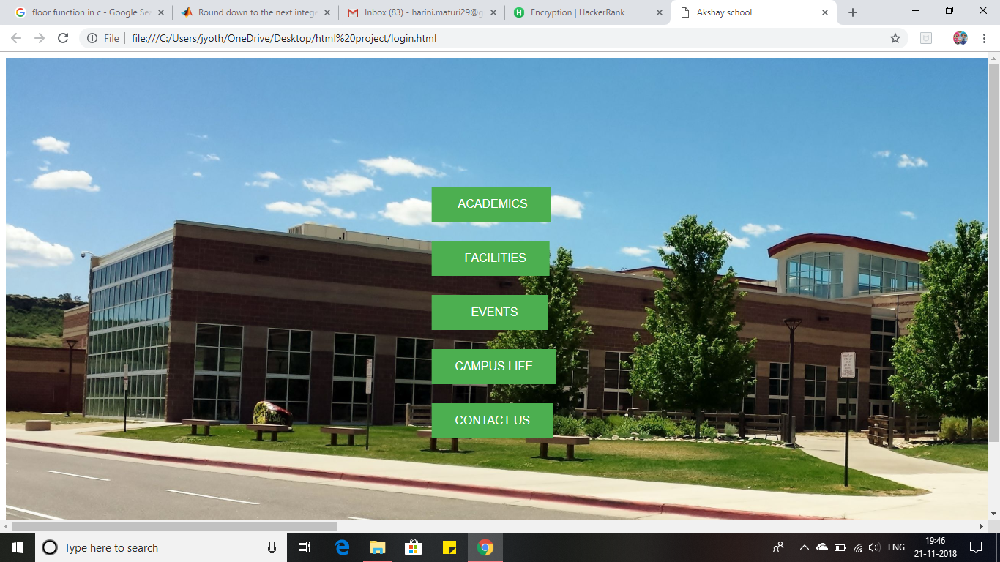 floor function in c - Google Sea
Round down to the next intege
Inbox (83) - harini.maturi29@g
Encryption | HackerRank
Akshay school
File
file:///C:/Users/jyoth/OneDrive/Desktop/html%20project/login.html
ACADEMICS
FACILITIES
EVENTS
CAMPUS LIFE
CONTACT US
Type here to search
ENG
19:46
21-11-2018